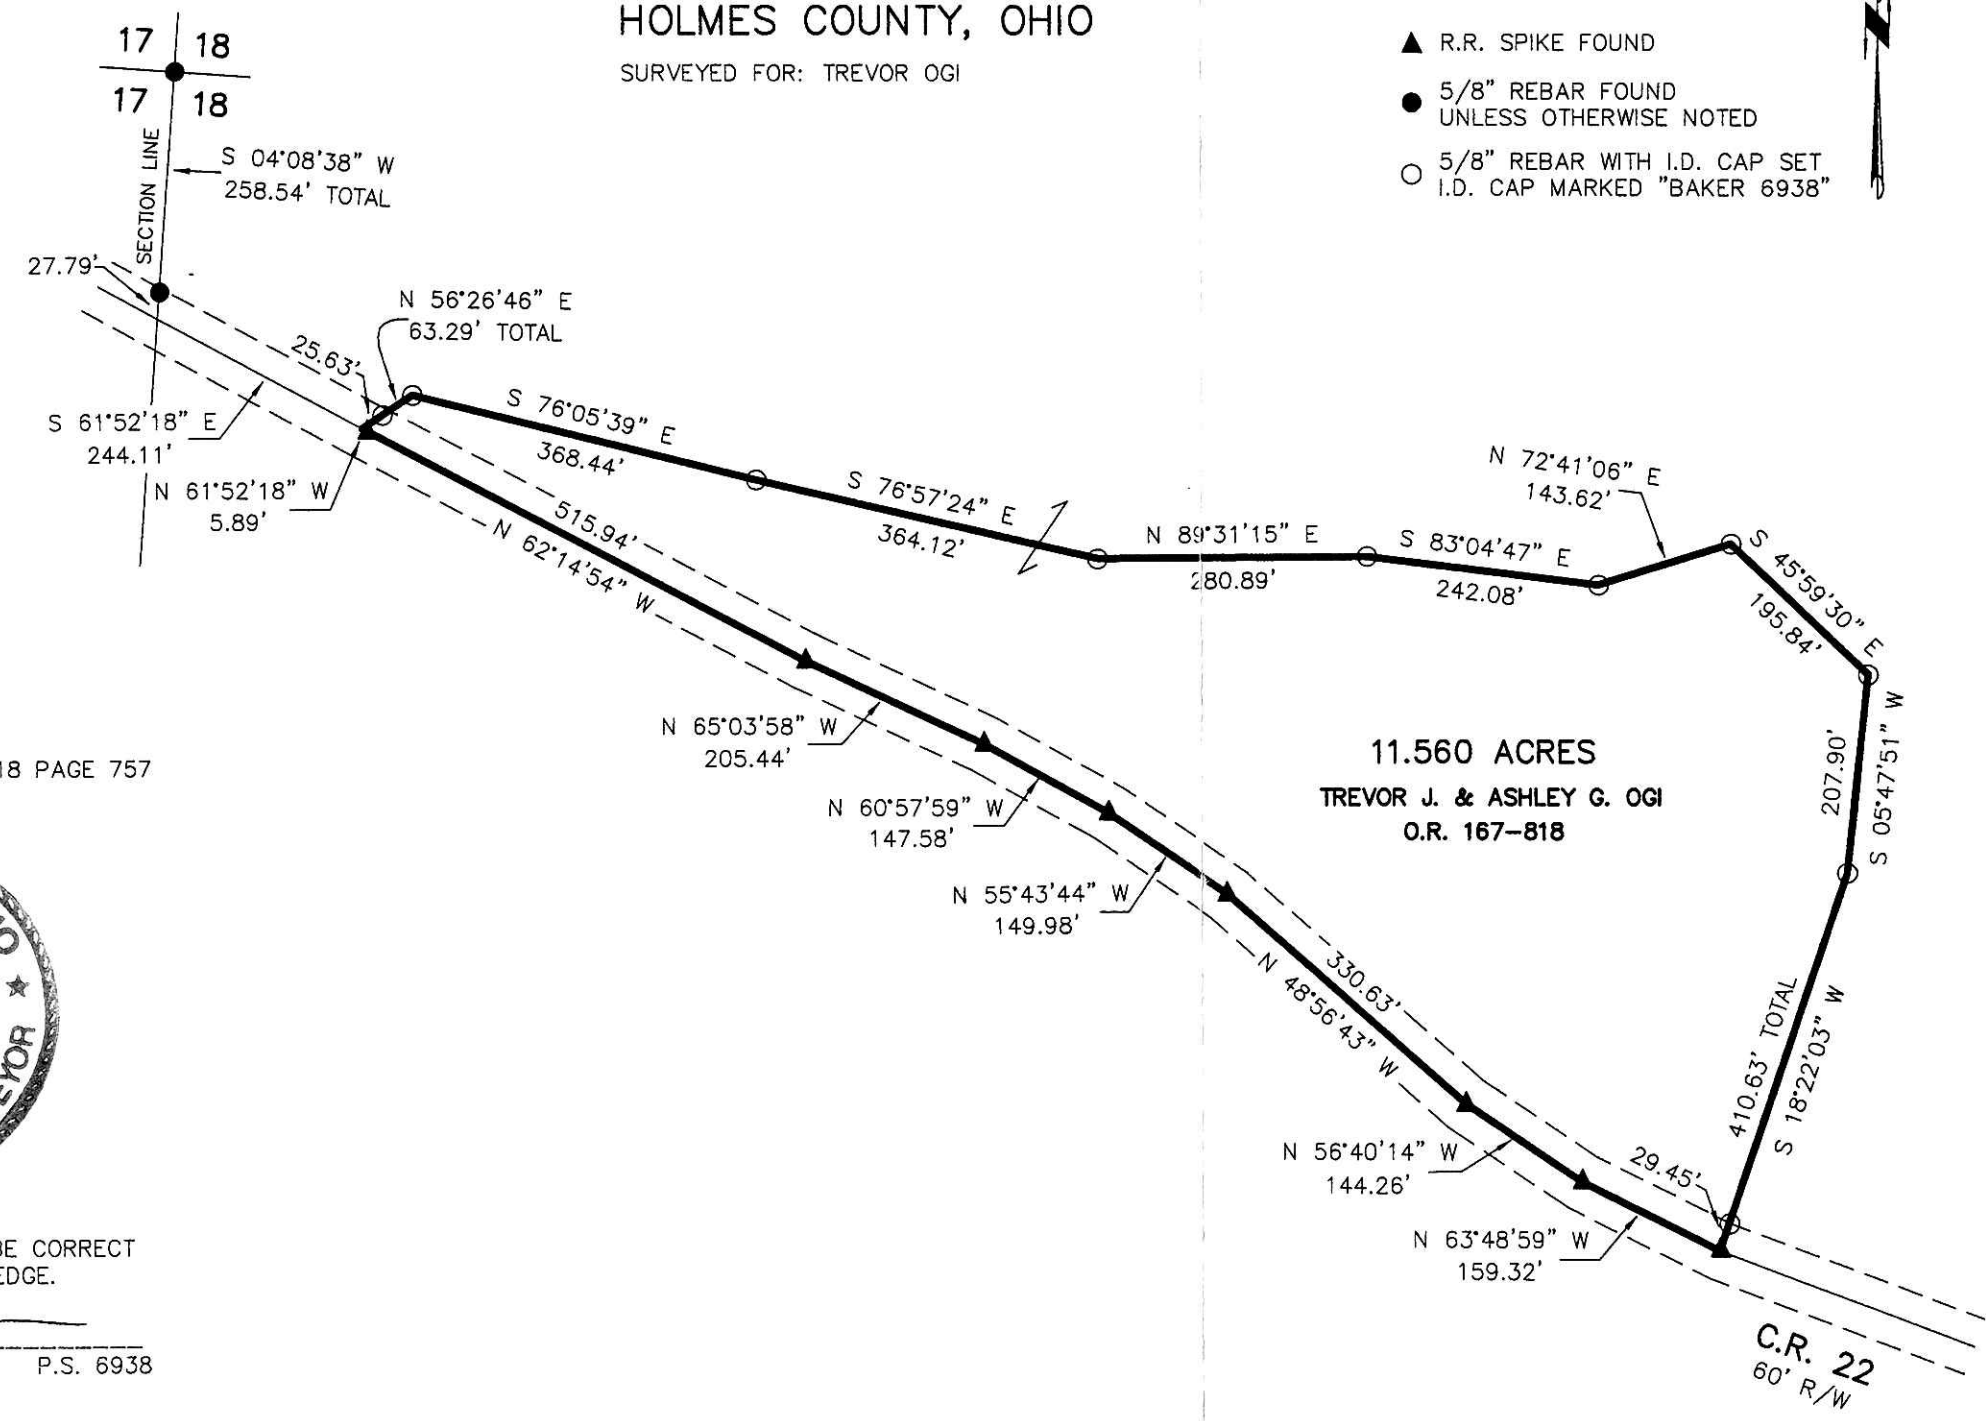 HOLMES COUNTY, OHIO
SURVEYED FOR: TREVOR OGI
17 18
17 18
SECTION LINE
S 04°08'38" W
258.54' TOTAL
▲ R.R. SPIKE FOUND
● 5/8" REBAR FOUND
UNLESS OTHERWISE NOTED
○ 5/8" REBAR WITH I.D. CAP SET
I.D. CAP MARKED "BAKER 6938"
27.79'
N 56°26'46" E
63.29' TOTAL
25.63'
S 61°52'18" E
244.11'
N 61°52'18" W
5.89'
S 76°05'39" E
368.44'
S 76°57'24" E
364.12'
N 89°31'15" E
280.89'
S 83°04'47" E
242.08'
N 72°41'06" E
143.62'
S 45°59'30" E
195.84'
207.90'
S 05°47'51" W
410.63' TOTAL
S 18°22'03" W
29.45'
515.94'
N 62°14'54" W
N 65°03'58" W
205.44'
N 60°57'59" W
147.58'
N 55°43'44" W
149.98'
330.63'
N 48°56'43" W
N 56°40'14" W
144.26'
N 63°48'59" W
159.32'
11.560 ACRES
TREVOR J. & ASHLEY G. OGI
O.R. 167-818
C.R. 22
60' R/W
18 PAGE 757
BE CORRECT
EDGE.
P.S. 6938